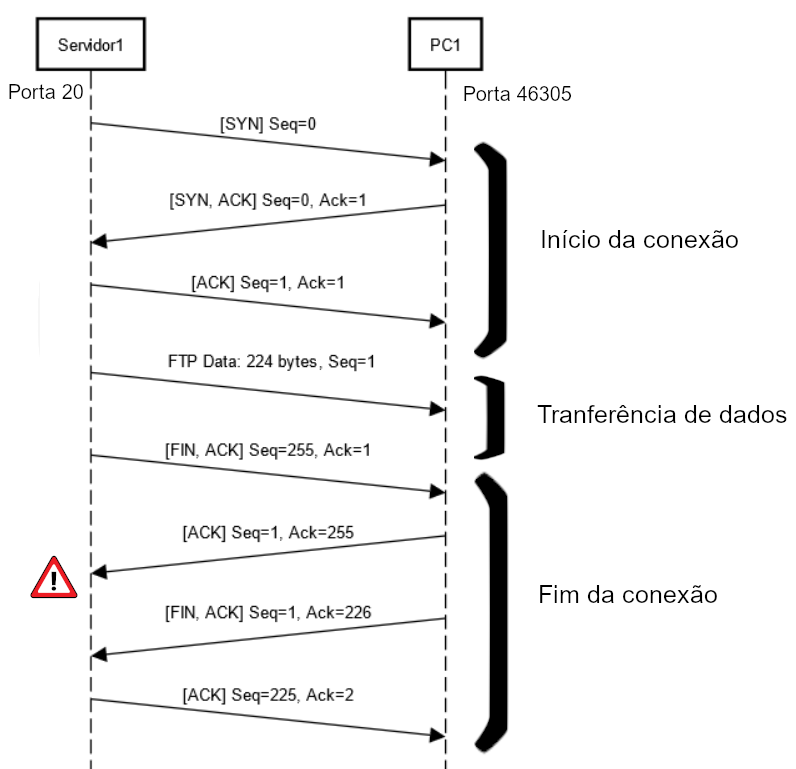 Servidor1
PC1
Porta 20
Porta 46305
[SYN] Seq=0
[SYN, ACK] Seq=0, Ack=1
Início da conexão
[ACK] Seq=1, Ack=1
FTP Data: 224 bytes, Seq=1
Tranferência de dados
[FIN, ACK] Seq=255, Ack=1
[ACK] Seq=1, Ack=255
!
Fim da conexão
[FIN, ACK] Seq=1, Ack=226
[ACK] Seq=225, Ack=2